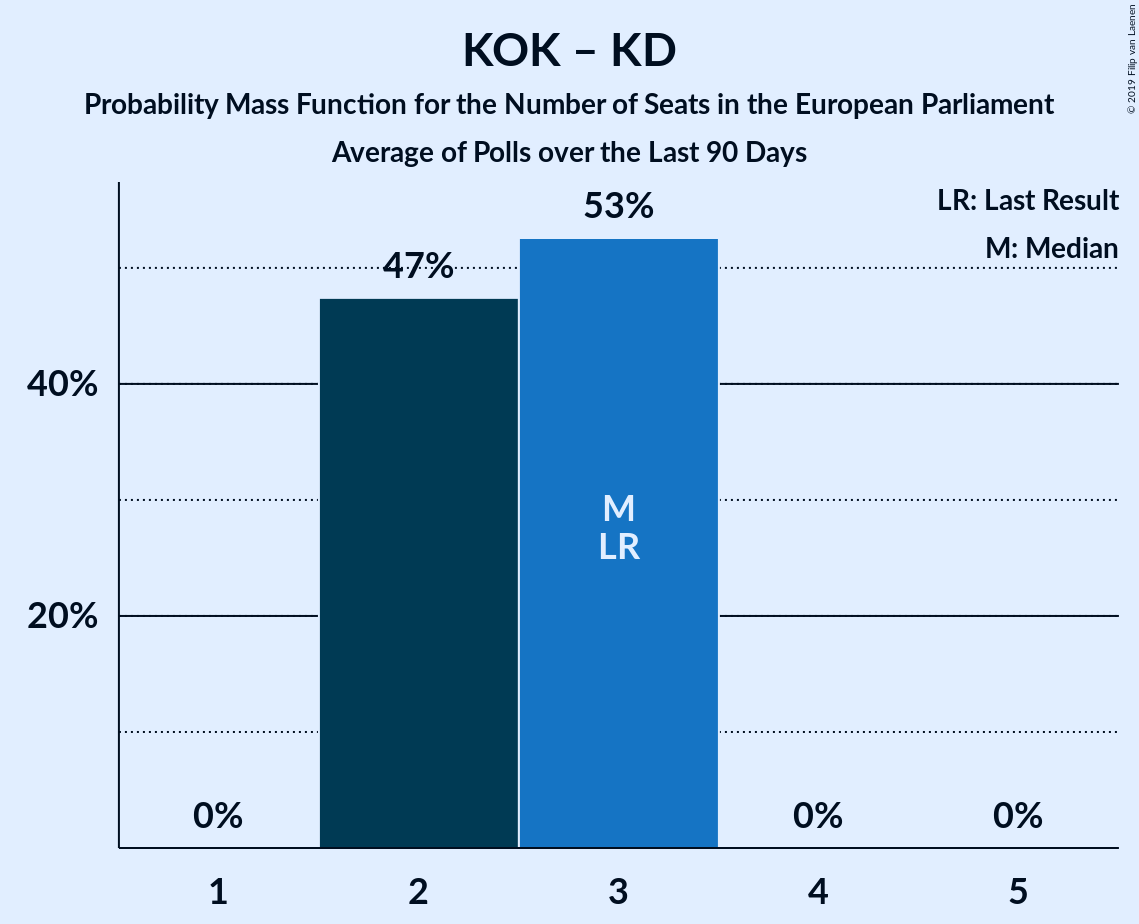 KOK – KD
Probability Mass Function for the Number of Seats in the European Parliament
Average of Polls over the Last 90 Days
© 2019 Filip van Laenen
LR: Last Result
M: Median
53%
47%
40%
20%
M
LR
0%
0%
0%
1
2
3
4
5